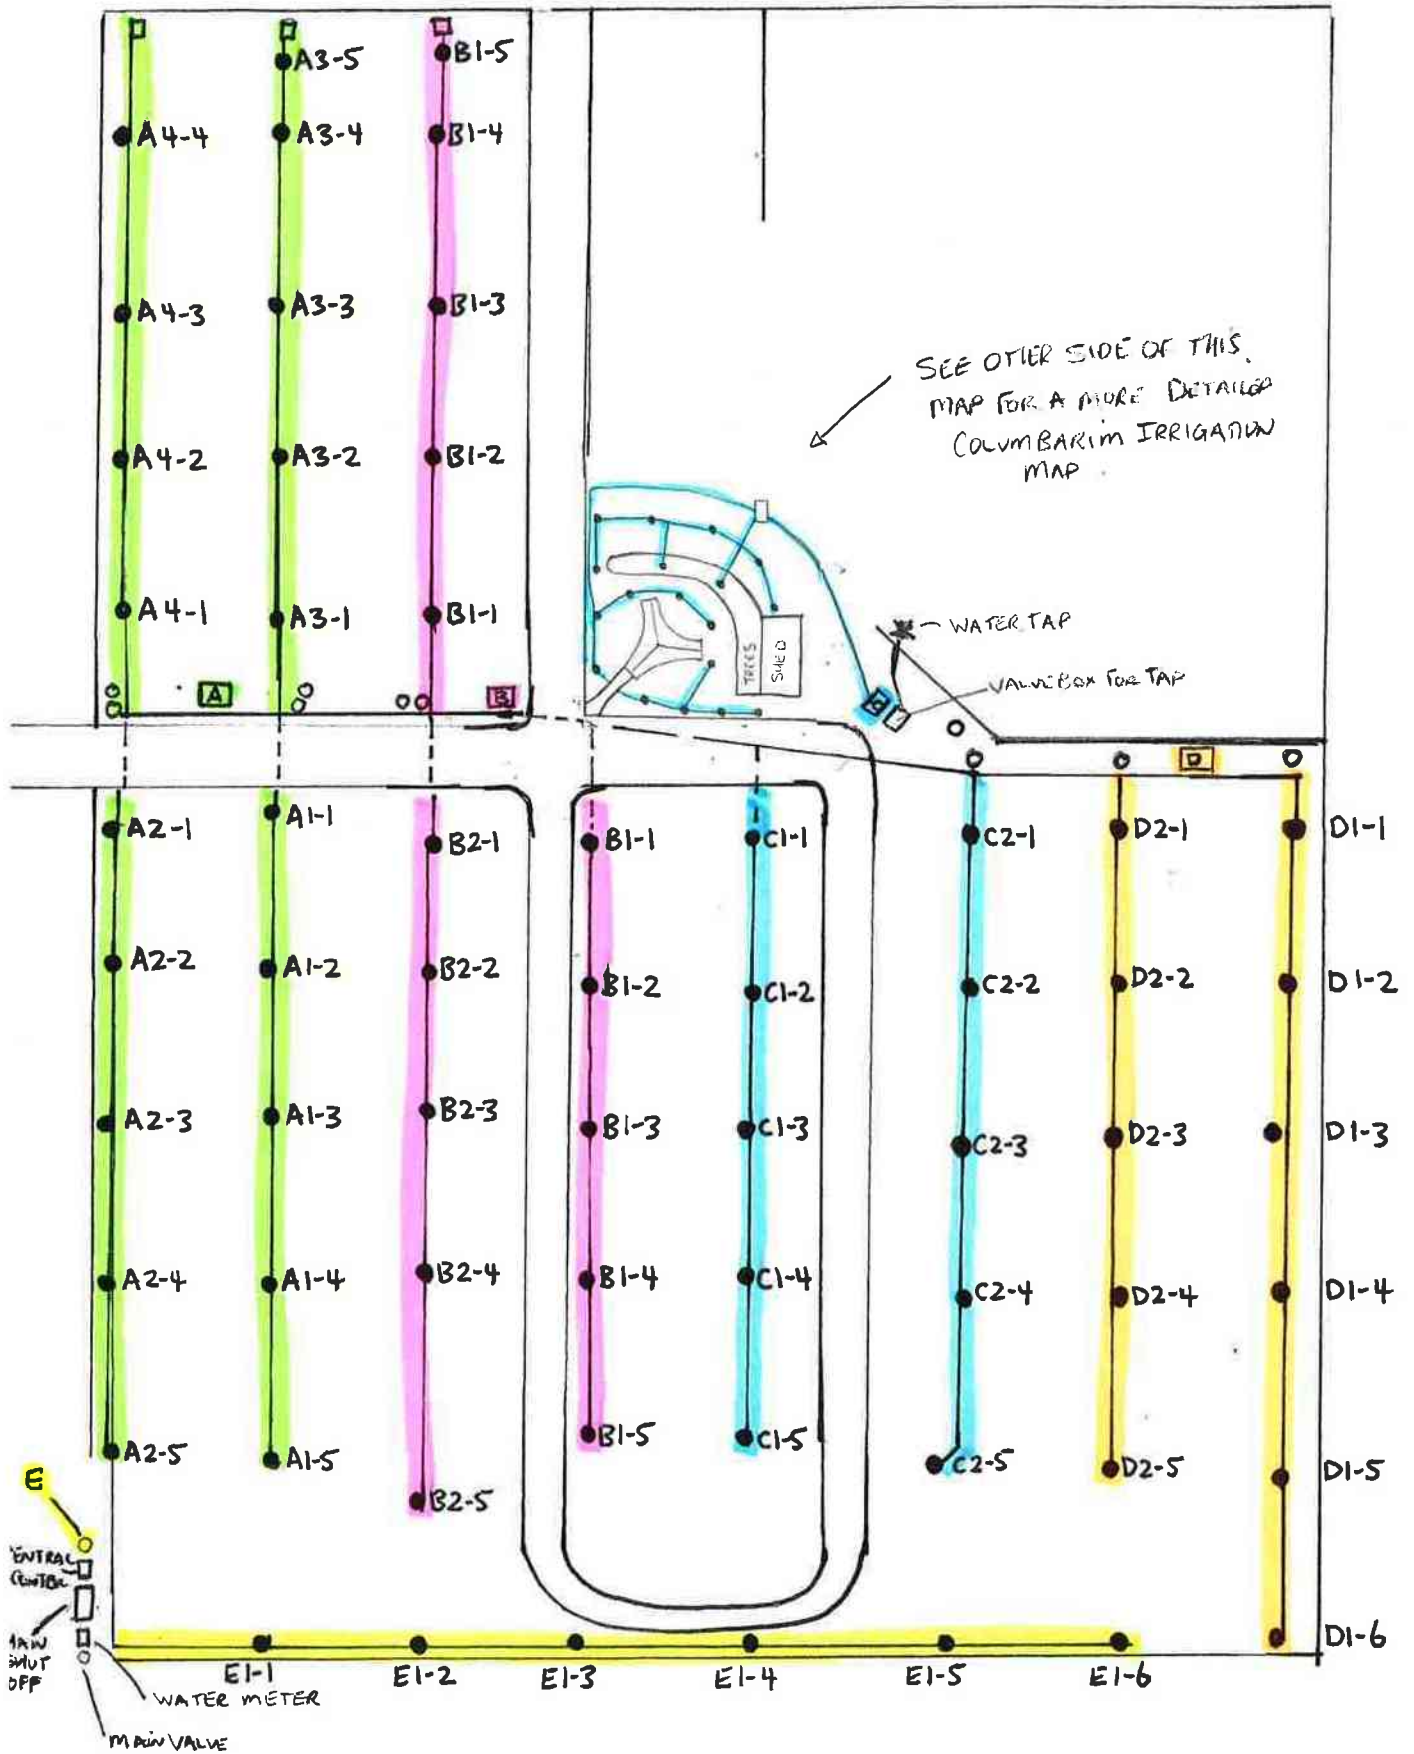 A3-5
B1-5
A4-4
A3-4
B1-4
A4-3
A3-3
B1-3
SEE OTHER SIDE OF THIS.
MAP FOR A MORE DETAILED
COLUMBARIM IRRIGATION
MAP.
A4-2
A3-2
B1-2
A4-1
A3-1
B1-1
TREES
SHED
WATER TAP
VALVE BOX FOR TAP
A
B
C
D
A2-1
A1-1
B2-1
B1-1
C1-1
C2-1
D2-1
D1-1
A2-2
A1-2
B2-2
B1-2
C1-2
C2-2
D2-2
D1-2
A2-3
A1-3
B2-3
B1-3
C1-3
C2-3
D2-3
D1-3
A2-4
A1-4
B2-4
B1-4
C1-4
C2-4
D2-4
D1-4
A2-5
A1-5
B2-5
B1-5
C1-5
C2-5
D2-5
D1-5
E
ENTRAL
D1-6
MAIN
SHUT
OFF
E1-1
E1-2
E1-3
E1-4
E1-5
E1-6
WATER METER
MAIN VALVE